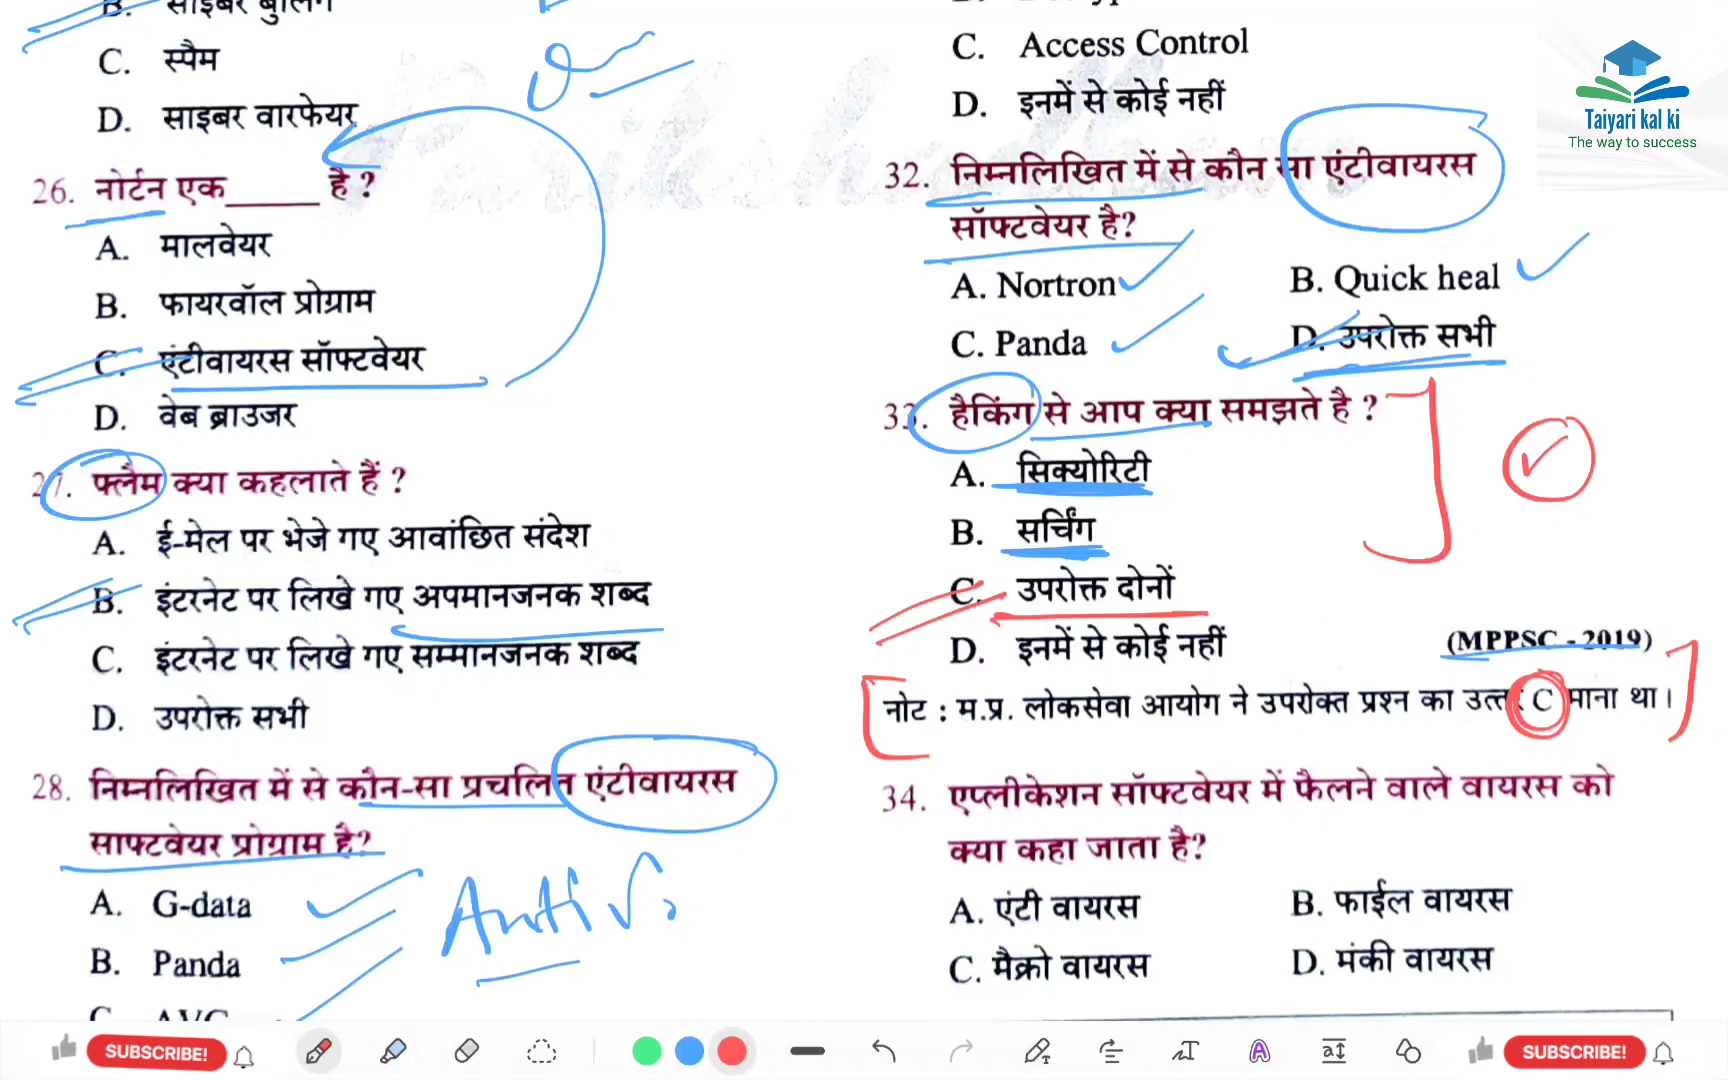 B. साइबर बुलिंग
C. स्पैम
D. साइबर वारफेयर
26. नोर्टन एक_____ है ?
A. मालवेयर
B. फायरवॉल प्रोग्राम
C. एंटीवायरस सॉफ्टवेयर
D. वेब ब्राउजर
27. फ्लैम क्या कहलाते हैं ?
A. ई-मेल पर भेजे गए आवांछित संदेश
B. इंटरनेट पर लिखे गए अपमानजनक शब्द
C. इंटरनेट पर लिखे गए सम्मानजनक शब्द
D. उपरोक्त सभी
28. निम्नलिखित में से कौन-सा प्रचलित एंटीवायरस
साफ्टवेयर प्रोग्राम है?
A. G-data
B. Panda
C. AVG
Anti V.
C. Access Control
D. इनमें से कोई नहीं
32. निम्नलिखित में से कौन सा एंटीवायरस
सॉफ्टवेयर है?
A. Nortron B. Quick heal
C. Panda D. उपरोक्त सभी
33. हैकिंग से आप क्या समझते है ?
A. सिक्योरिटी
B. सर्चिंग
C. उपरोक्त दोनों
D. इनमें से कोई नहीं (MPPSC - 2019)
नोट : म.प्र. लोकसेवा आयोग ने उपरोक्त प्रश्न का उत्तर C माना था।
34. एप्लीकेशन सॉफ्टवेयर में फैलने वाले वायरस को
क्या कहा जाता है?
A. एंटी वायरस B. फाईल वायरस
C. मैक्रो वायरस D. मंकी वायरस
Taiyari kal ki
The way to success
SUBSCRIBE!
SUBSCRIBE!